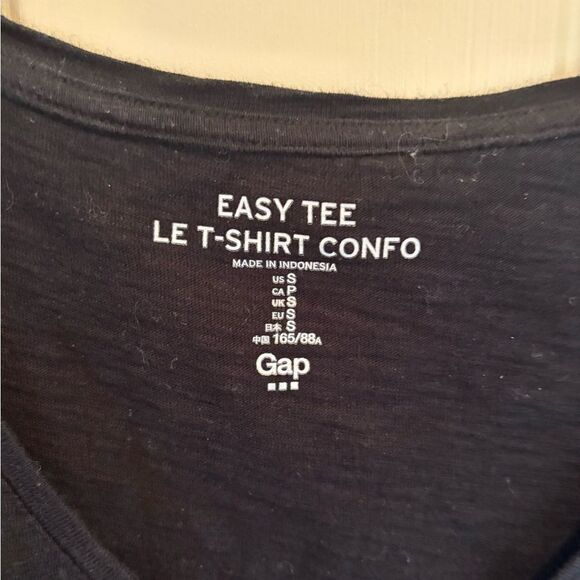 EASY TEE
LE T-SHIRT CONFO
MADE IN INDONESIA
US S
CA P
UK S
EU S
日本 S
中国 165/88A
Gap